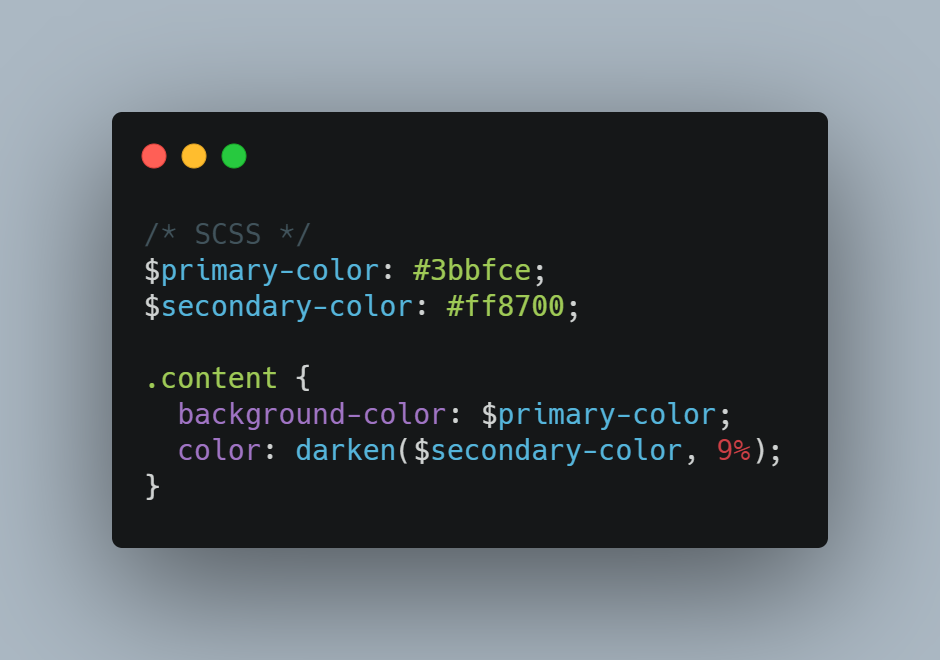 /* SCSS */
$primary-color: #3bbfce;
$secondary-color: #ff8700;

.content {
  background-color: $primary-color;
  color: darken($secondary-color, 9%);
}